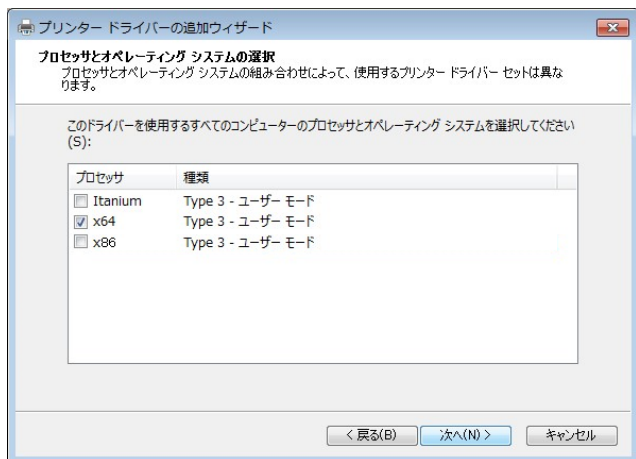 プリンター ドライバーの追加ウィザード
プロセッサとオペレーティング システムの選択
プロセッサとオペレーティング システムの組み合わせによって、使用するプリンター ドライバー セットは異な
ります。
このドライバーを使用するすべてのコンピューターのプロセッサとオペレーティング システムを選択してください
(S):
プロセッサ 種類
Itanium Type 3 - ユーザー モード
x64 Type 3 - ユーザー モード
x86 Type 3 - ユーザー モード
< 戻る(B) 次へ(N) > キャンセル